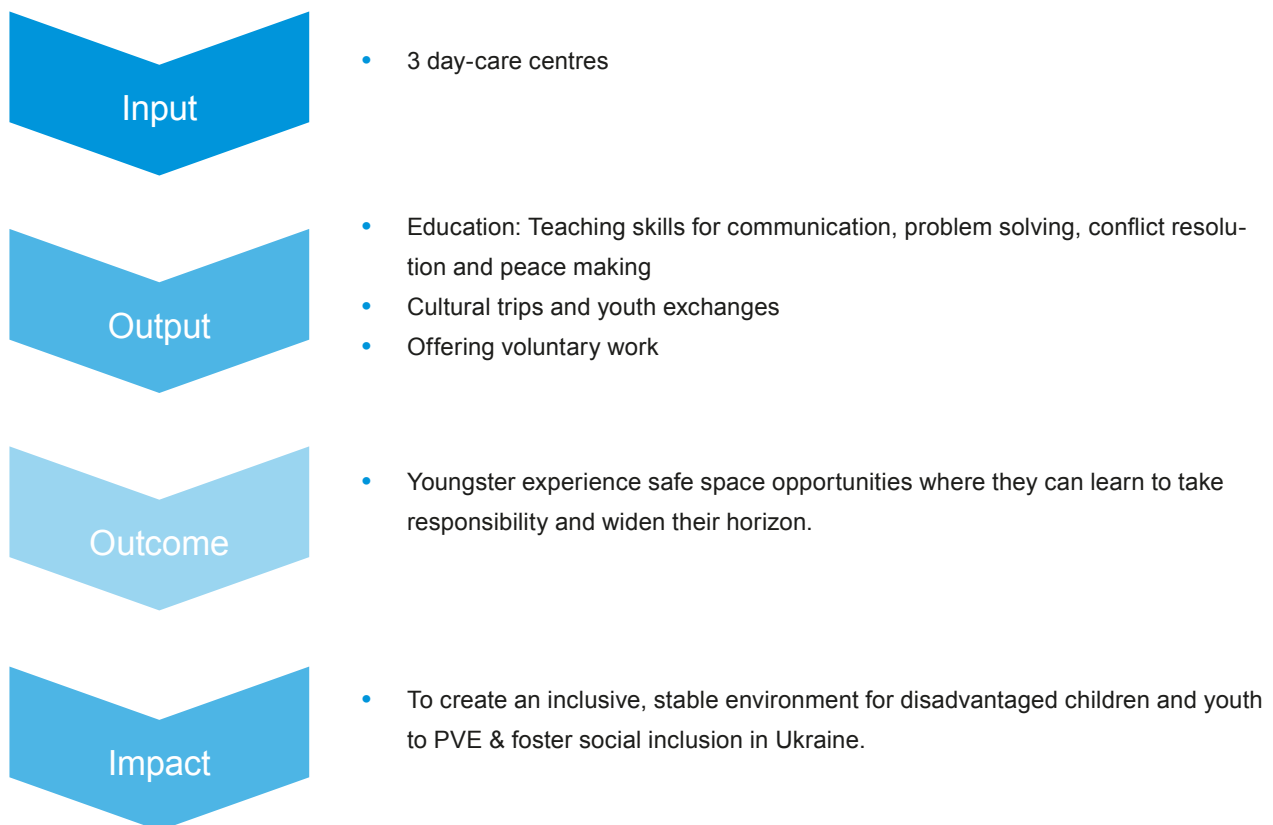 Input
• 3 day-care centres
Output
• Education: Teaching skills for communication, problem solving, conflict resolu-
tion and peace making
• Cultural trips and youth exchanges
• Offering voluntary work
Outcome
• Youngster experience safe space opportunities where they can learn to take
responsibility and widen their horizon.
Impact
• To create an inclusive, stable environment for disadvantaged children and youth
to PVE & foster social inclusion in Ukraine.